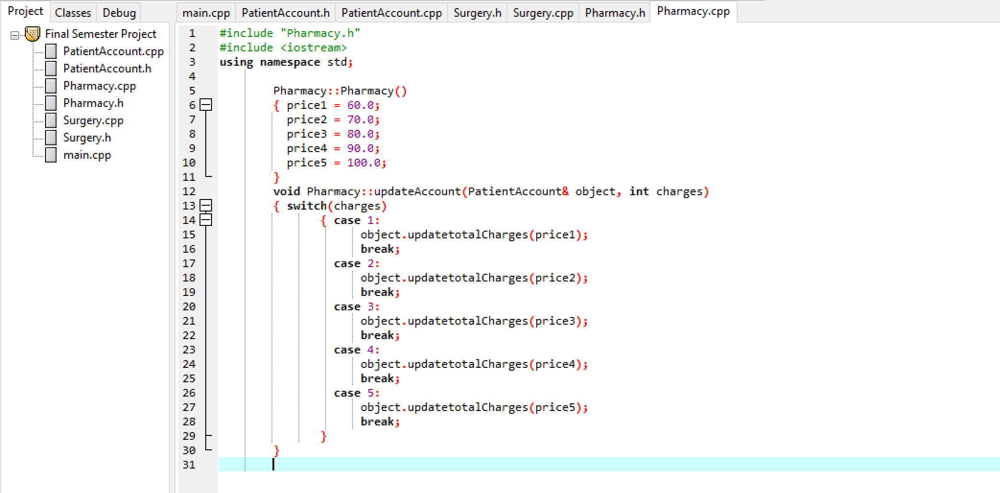 Project Classes Debug
Final Semester Project
PatientAccount.cpp
PatientAccount.h
Pharmacy.cpp
Pharmacy.h
Surgery.cpp
Surgery.h
main.cpp
main.cpp PatientAccount.h PatientAccount.cpp Surgery.h Surgery.cpp Pharmacy.h Pharmacy.cpp
1 #include "Pharmacy.h"
2 #include <iostream>
3 using namespace std;
4
5 Pharmacy::Pharmacy()
6 { price1 = 60.0;
7 price2 = 70.0;
8 price3 = 80.0;
9 price4 = 90.0;
10 price5 = 100.0;
11 }
12 void Pharmacy::updateAccount(PatientAccount& object, int charges)
13 { switch(charges)
14 { case 1:
15 object.updatetotalCharges(price1);
16 break;
17 case 2:
18 object.updatetotalCharges(price2);
19 break;
20 case 3:
21 object.updatetotalCharges(price3);
22 break;
23 case 4:
24 object.updatetotalCharges(price4);
25 break;
26 case 5:
27 object.updatetotalCharges(price5);
28 break;
29 }
30 }
31